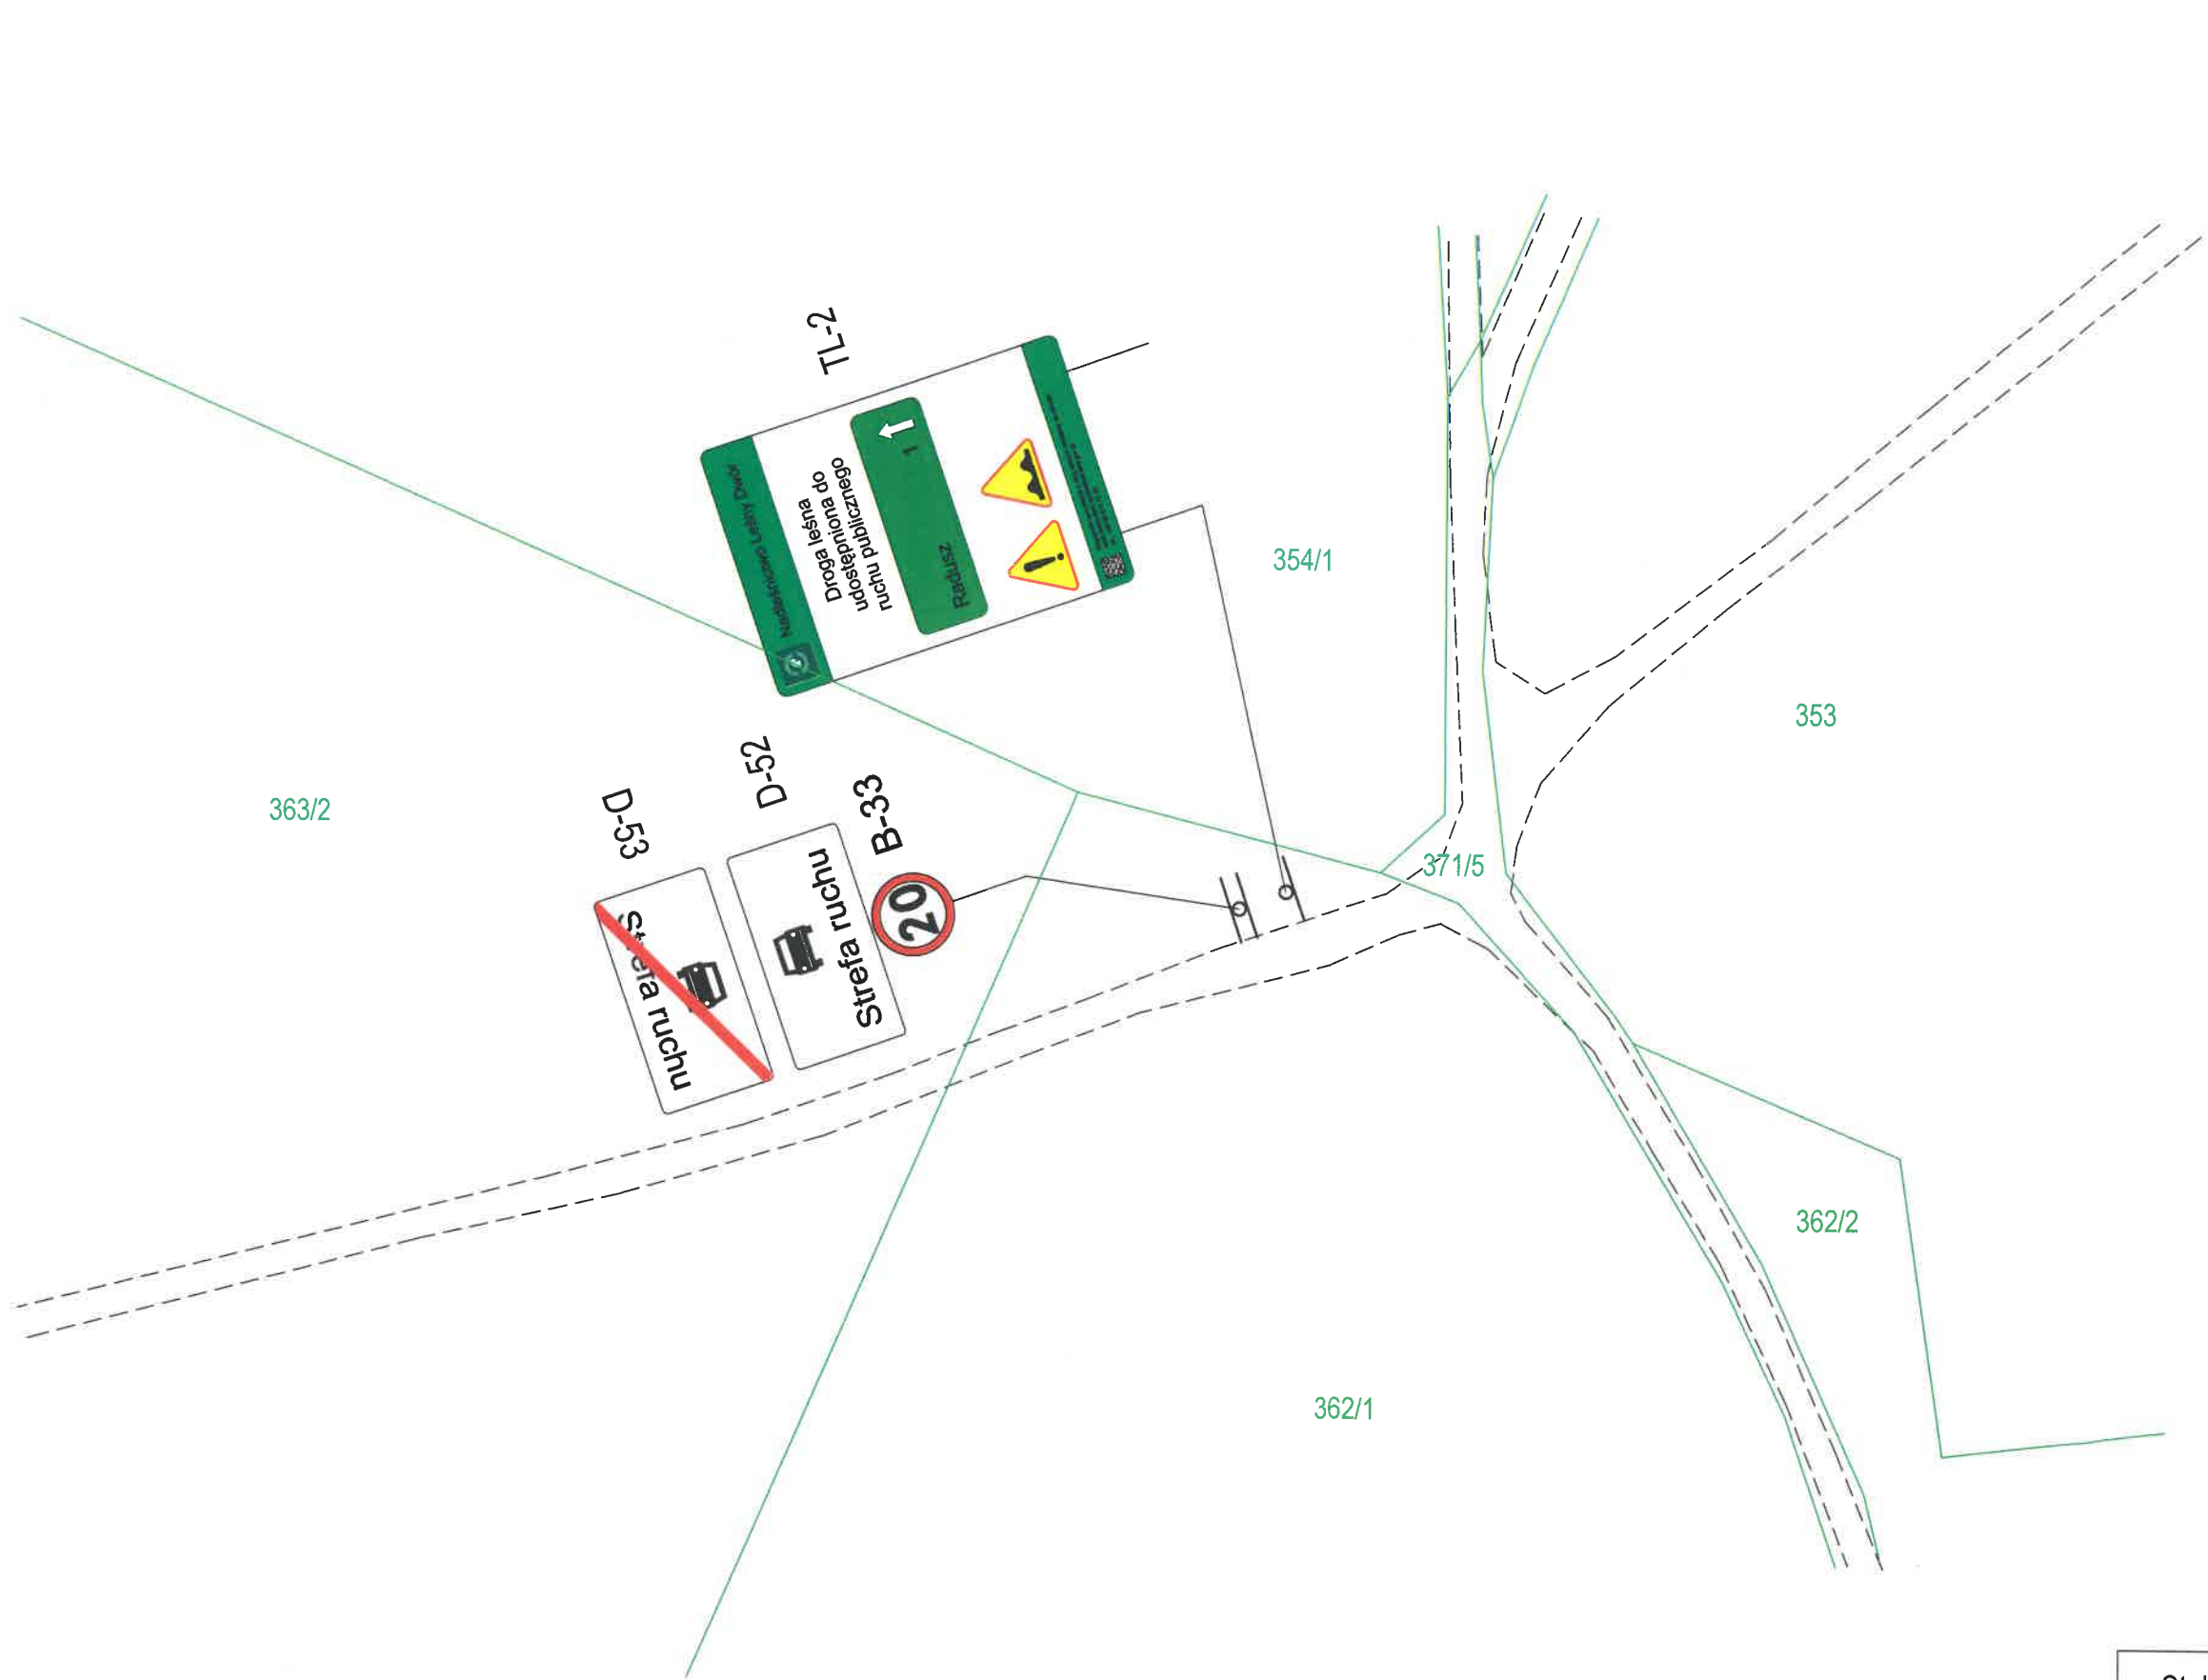 TL-2
Nadleśnictwo Leśny Dwór
Droga leśna
udostępniona do
ruchu publicznego
Radusz 1
354/1
353
363/2
D-53
Strefa ruchu
D-52
Strefa ruchu
B-33
20
371/5
362/2
362/1